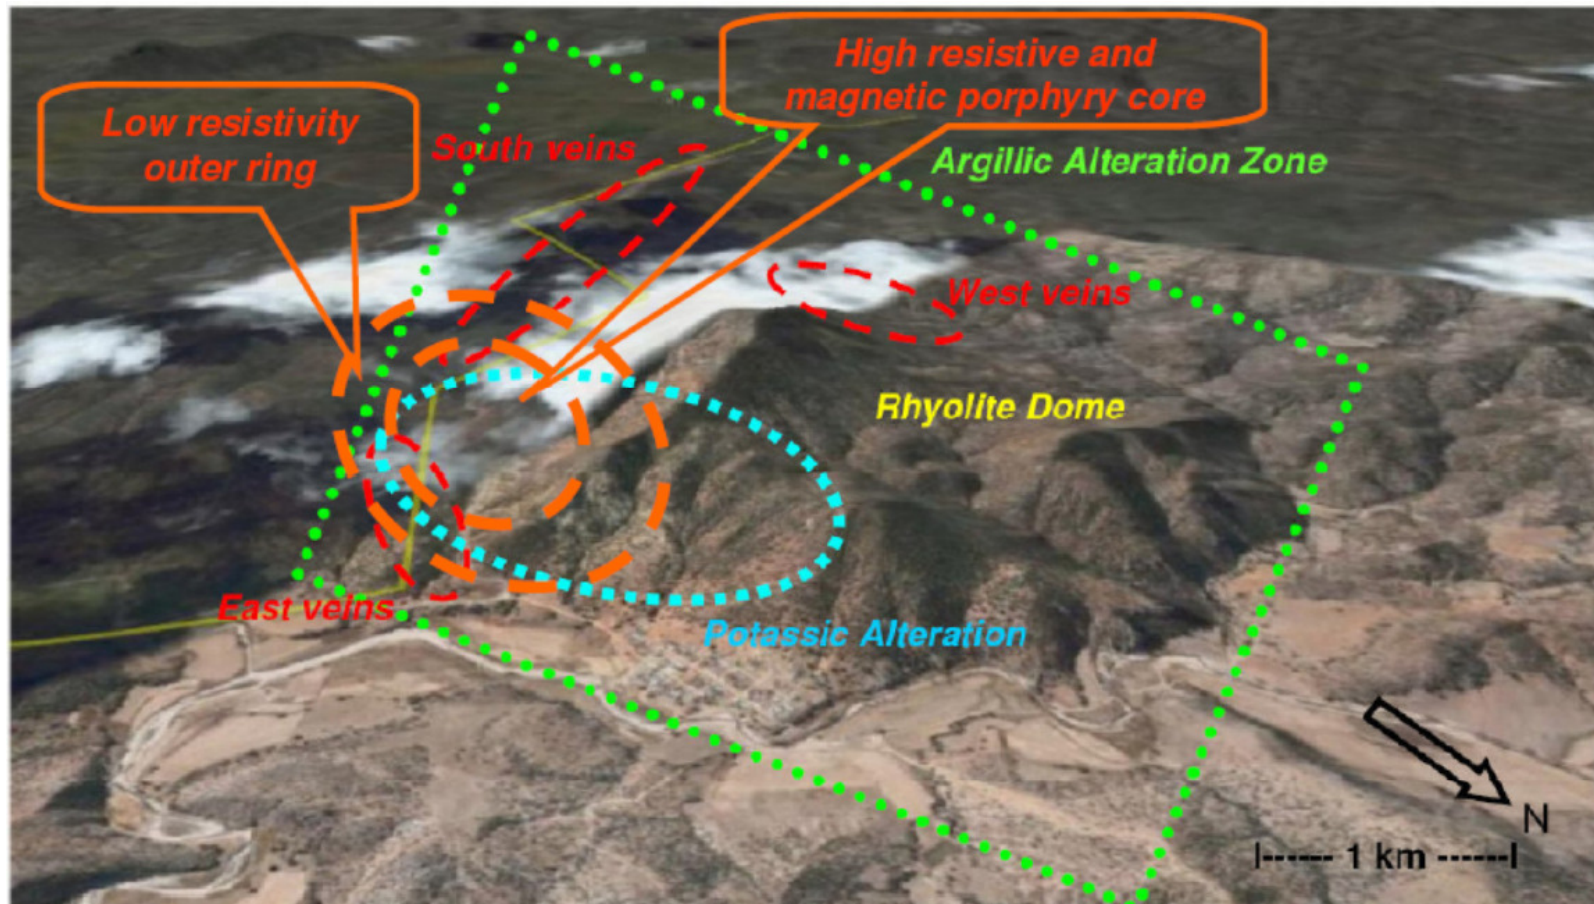 High resistive and
magnetic porphyry core
Low resistivity
outer ring
South veins
Argillic Alteration Zone
West veins
Rhyolite Dome
East veins
Potassic Alteration
N
1 km